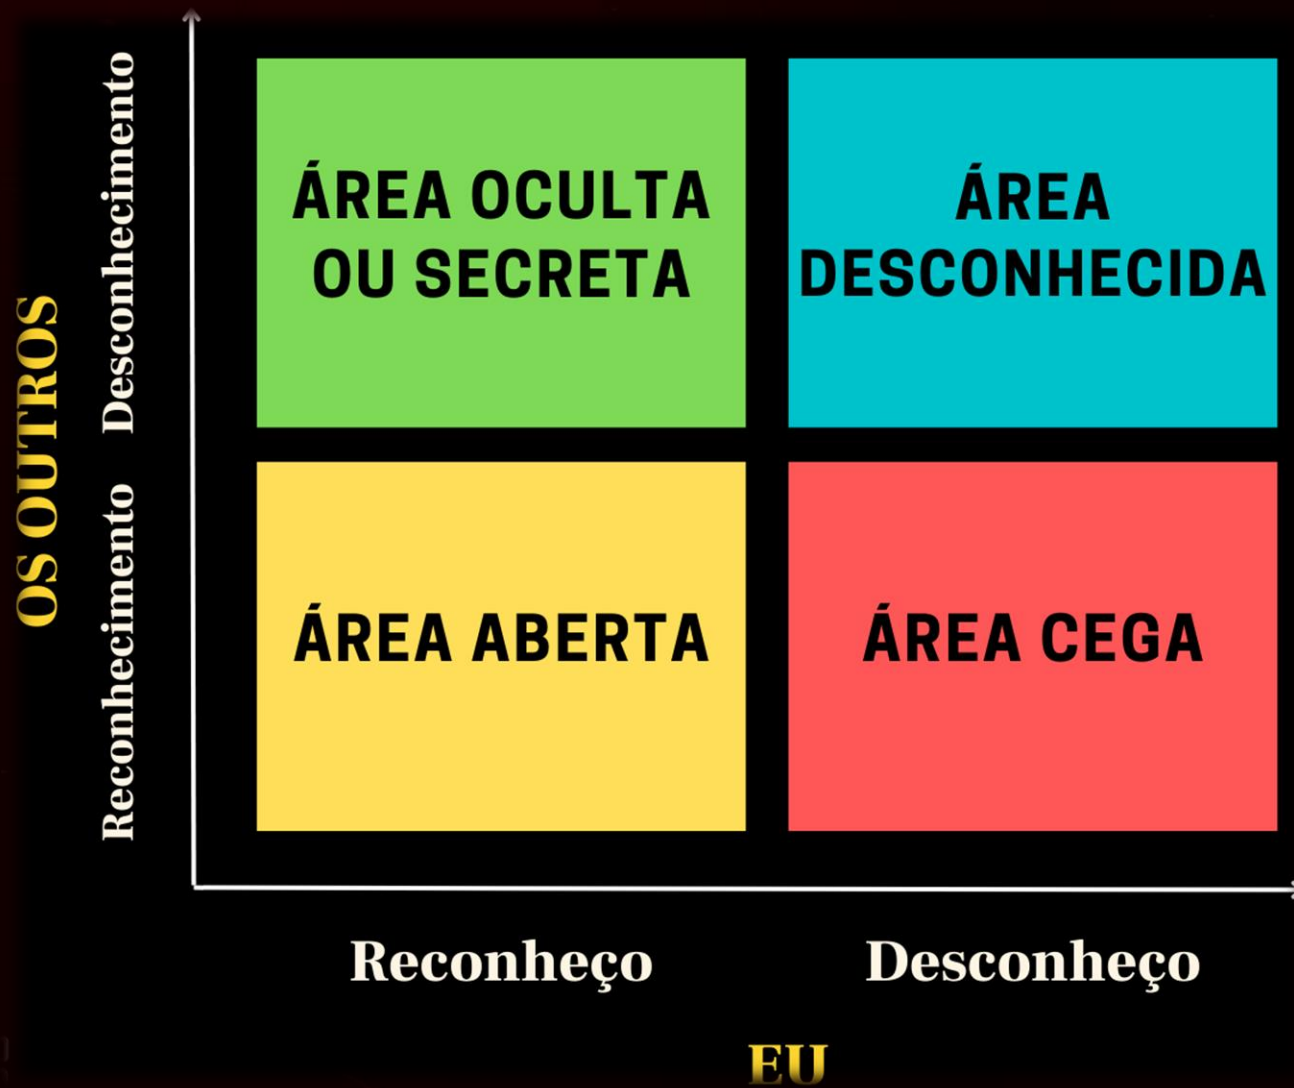 OS OUTROS
Desconhecimento
Reconhecimento
ÁREA OCULTA
OU SECRETA
ÁREA
DESCONHECIDA
ÁREA ABERTA
ÁREA CEGA
Reconheço
Desconheço
EU